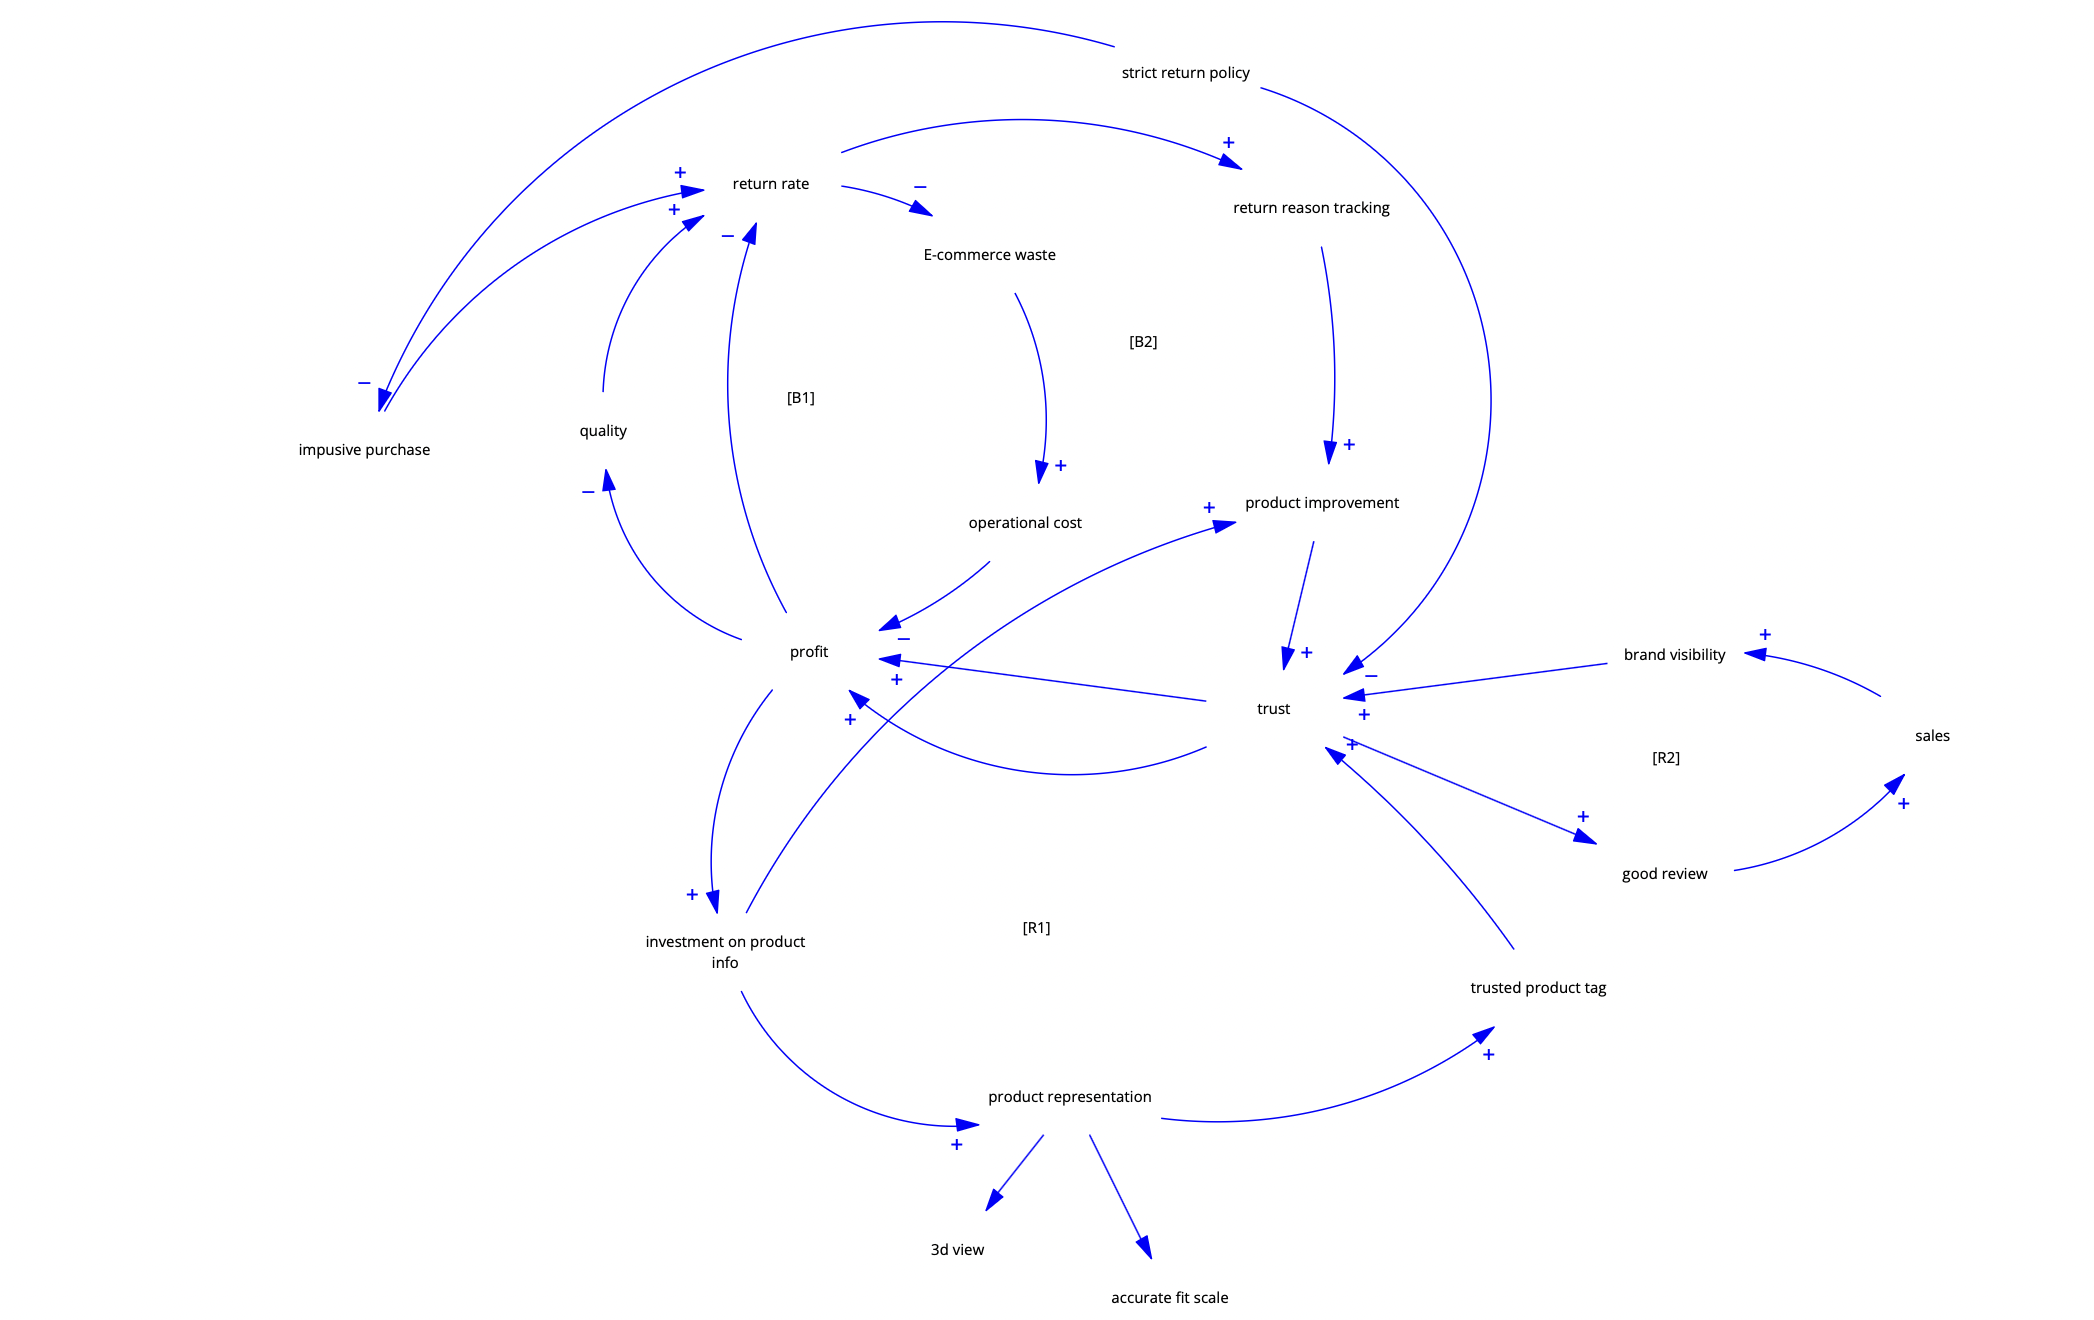 strict return policy
return rate
return reason tracking
E-commerce waste
[B2]
[B1]
quality
impusive purchase
product improvement
operational cost
profit
brand visibility
trust
sales
[R2]
good review
[R1]
investment on product
info
trusted product tag
product representation
3d view
accurate fit scale
+
+
+
–
–
–
+
+
–
+
+
+
–
–
+
+
+
+
+
+
+
+
+
+